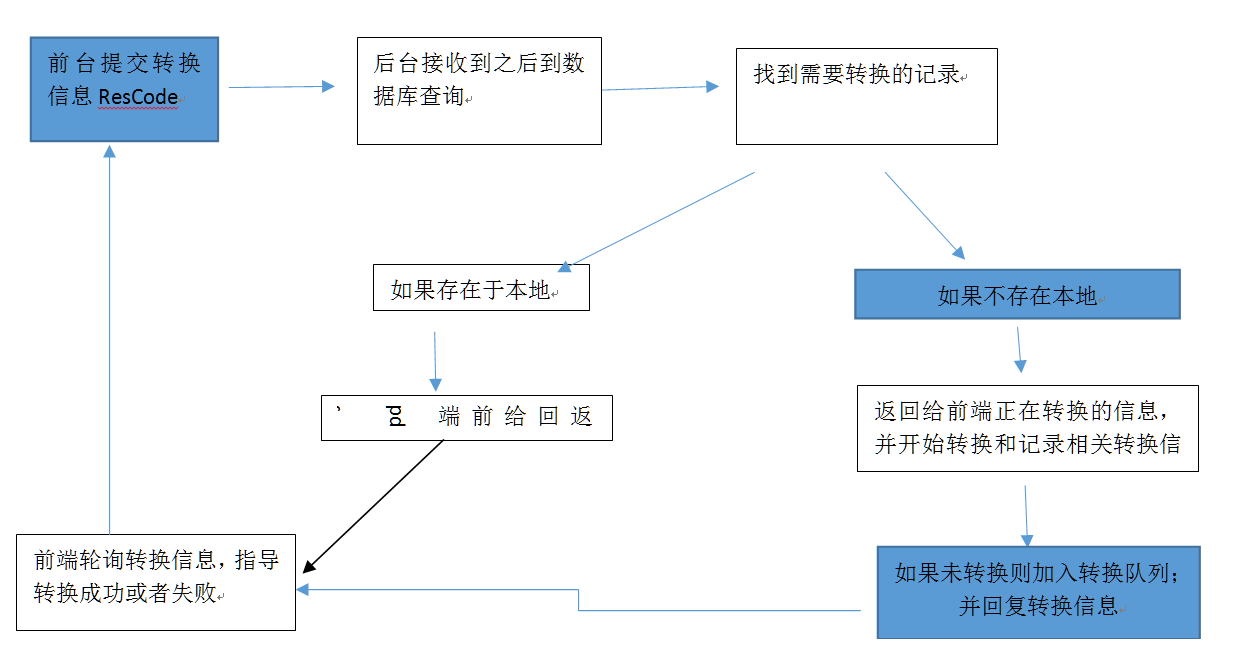 前台提交转换
信息 ResCode
后台接收到之后到数
据库查询
找到需要转换的记录
如果存在于本地
如果不存在本地
, pd 端前给回返
返回给前端正在转换的信息，
并开始转换和记录相关转换信
前端轮询转换信息，指导
转换成功或者失败
如果未转换则加入转换队列；
并回复转换信息